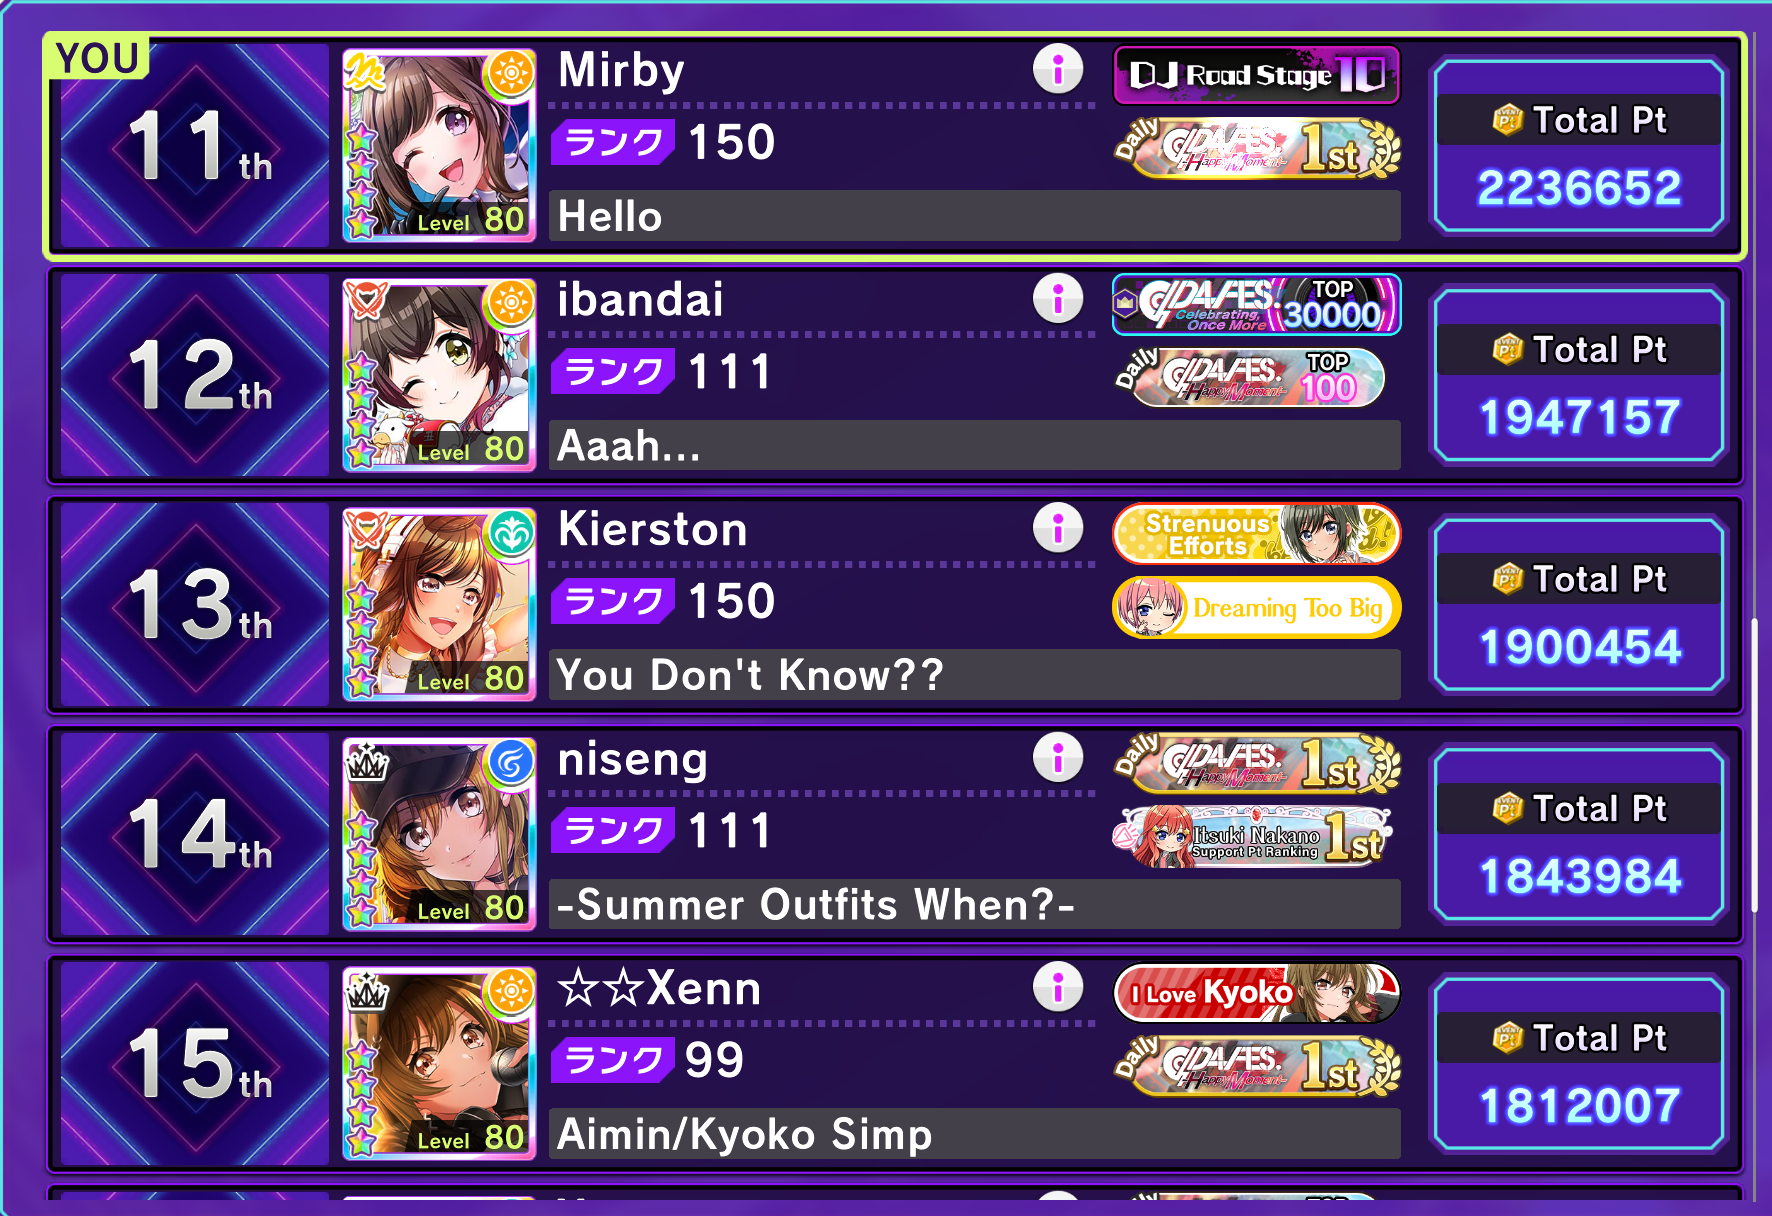 YOU
11th
Level 80
Mirby
ランク 150
Hello
DJ Road Stage 10
Daily D4FES. -Happy Moment- 1st
Total Pt
2236652
12th
Level 80
ibandai
ランク 111
Aaah...
D4FES. Celebrating, Once More TOP 30000
Daily D4FES. -Happy Moment- TOP 100
Total Pt
1947157
13th
Level 80
Kierston
ランク 150
You Don't Know??
Strenuous
Efforts
Dreaming Too Big
Total Pt
1900454
14th
Level 80
niseng
ランク 111
-Summer Outfits When?-
Daily D4FES. -Happy Moment- 1st
Itsuki Nakano
Support Pt Ranking 1st
Total Pt
1843984
15th
Level 80
☆☆Xenn
ランク 99
Aimin/Kyoko Simp
I Love Kyoko
Daily D4FES. -Happy Moment- 1st
Total Pt
1812007